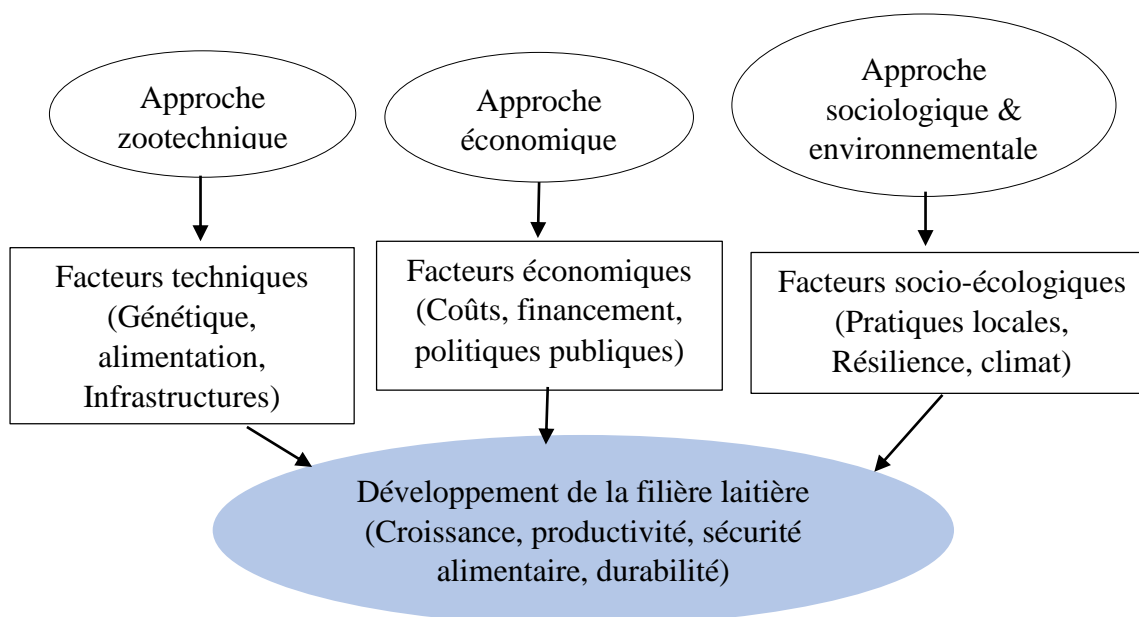 Approche
zootechnique
Approche
économique
Approche
sociologique &
environnementale
Facteurs techniques
(Génétique,
alimentation,
Infrastructures)
Facteurs économiques
(Coûts, financement,
politiques publiques)
Facteurs socio-écologiques
(Pratiques locales,
Résilience, climat)
Développement de la filière laitière
(Croissance, productivité, sécurité
alimentaire, durabilité)